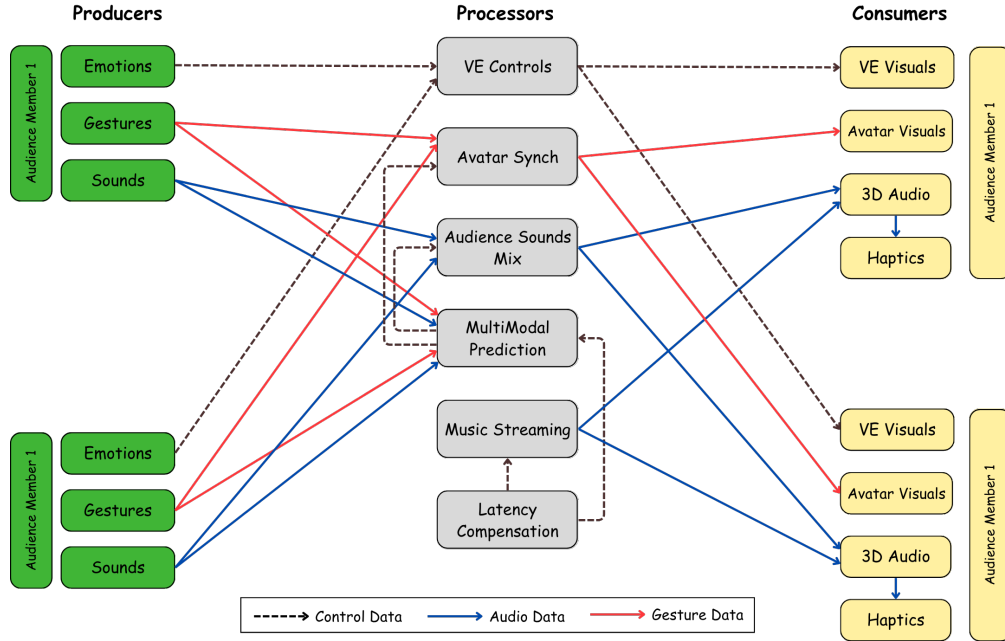 Producers
Processors
Consumers
Audience Member 1
Emotions
Gestures
Sounds
VE Controls
Avatar Synch
Audience Sounds
Mix
MultiModal
Prediction
Music Streaming
Latency
Compensation
VE Visuals
Avatar Visuals
3D Audio
Haptics
Audience Member 1
Audience Member 1
Emotions
Gestures
Sounds
VE Visuals
Avatar Visuals
3D Audio
Haptics
Audience Member 1
Control Data
Audio Data
Gesture Data